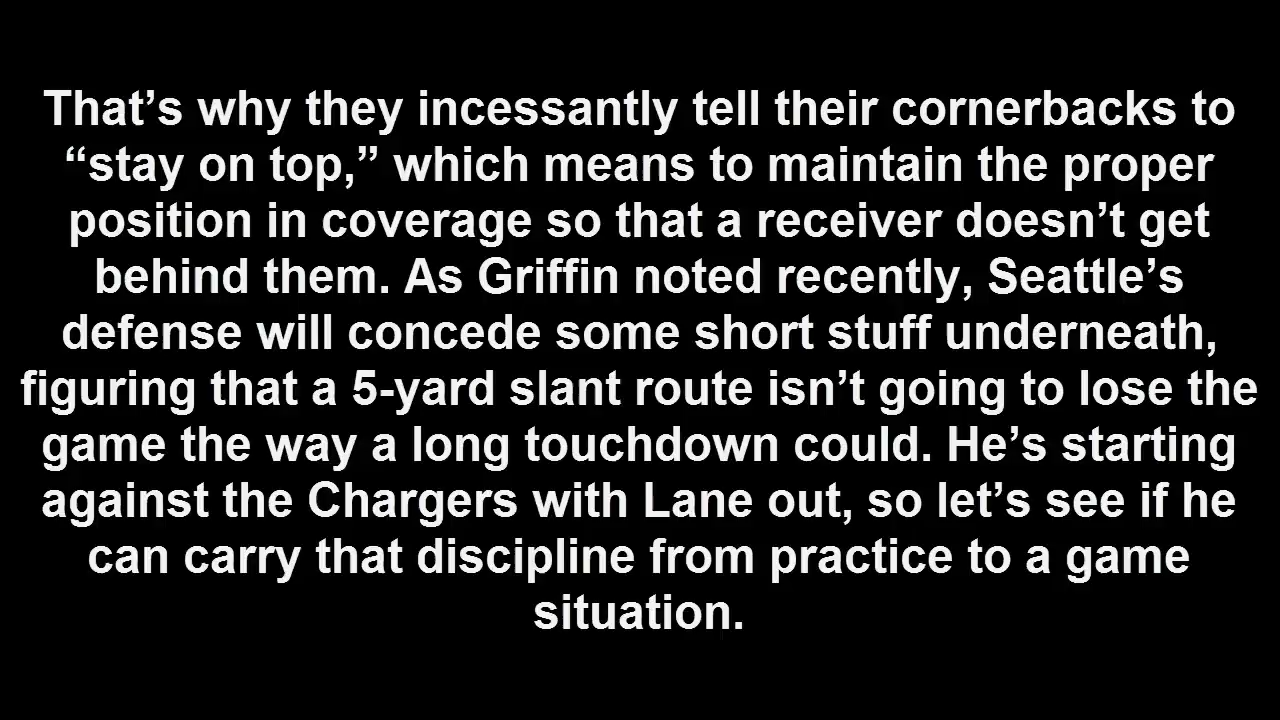 That’s why they incessantly tell their cornerbacks to
“stay on top,” which means to maintain the proper
position in coverage so that a receiver doesn’t get
behind them. As Griffin noted recently, Seattle’s
defense will concede some short stuff underneath,
figuring that a 5-yard slant route isn’t going to lose the
game the way a long touchdown could. He’s starting
against the Chargers with Lane out, so let’s see if he
can carry that discipline from practice to a game
situation.